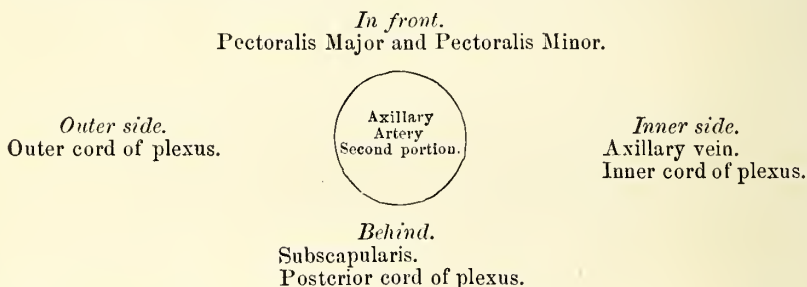 In front.
Pectoralis Major and Pectoralis Minor.
Outer side.
Outer cord of plexus.
Axillary
Artery
Second portion.
Inner side.
Axillary vein.
Inner cord of plexus.
Behind.
Subscapularis.
Posterior cord of plexus.